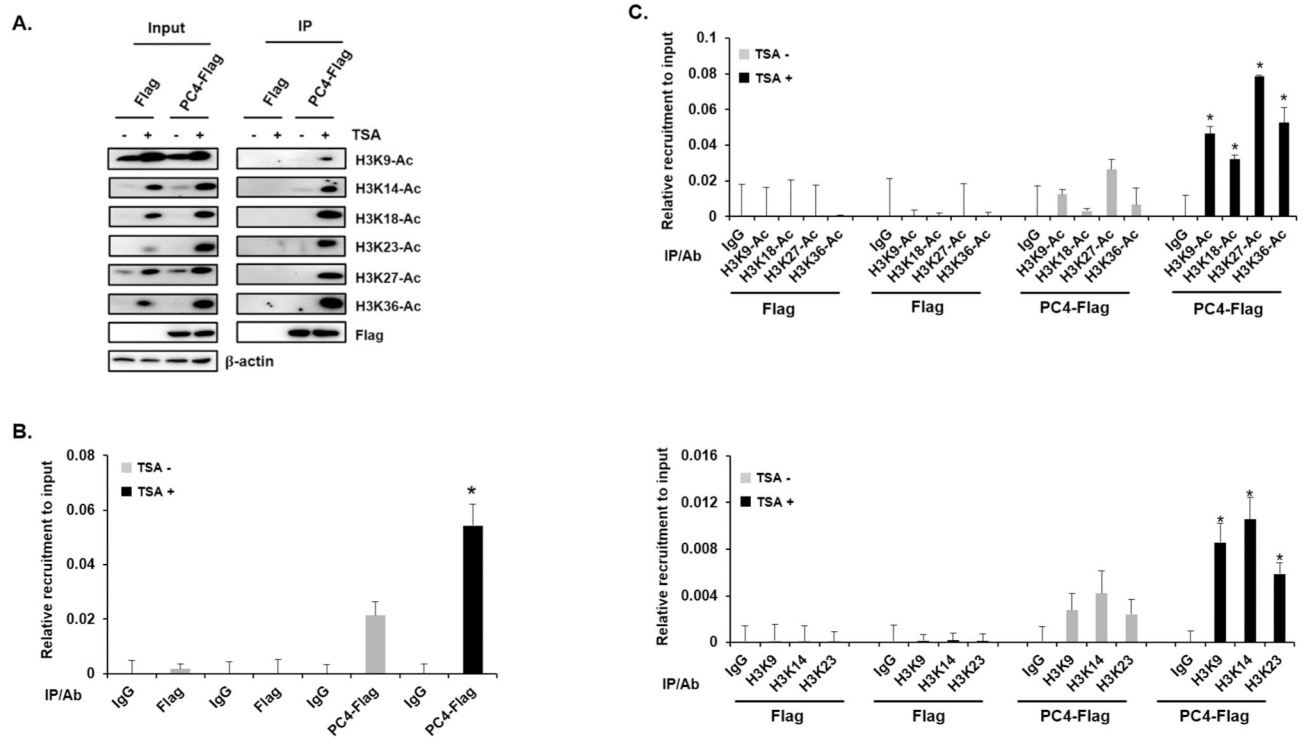 A.
Input
IP
Flag
PC4-Flag
Flag
PC4-Flag
- + - + - + - + TSA
H3K9-Ac
H3K14-Ac
H3K18-Ac
H3K23-Ac
H3K27-Ac
H3K36-Ac
Flag
β-actin
B.
Relative recruitment to input
0.08
0.06
0.04
0.02
0
TSA -
TSA +
*
IP/Ab
IgG
Flag
IgG
Flag
IgG
PC4-Flag
IgG
PC4-Flag
C.
Relative recruitment to input
0.1
0.08
0.06
0.04
0.02
0
TSA -
TSA +
* * * *
IP/Ab
IgG
H3K9-Ac
H3K18-Ac
H3K27-Ac
H3K36-Ac
IgG
H3K9-Ac
H3K18-Ac
H3K27-Ac
H3K36-Ac
IgG
H3K9-Ac
H3K18-Ac
H3K27-Ac
H3K36-Ac
IgG
H3K9-Ac
H3K18-Ac
H3K27-Ac
H3K36-Ac
Flag Flag PC4-Flag PC4-Flag
Relative recruitment to input
0.016
0.012
0.008
0.004
0
TSA -
TSA +
* * *
IP/Ab
IgG
H3K9
H3K14
H3K23
IgG
H3K9
H3K14
H3K23
IgG
H3K9
H3K14
H3K23
IgG
H3K9
H3K14
H3K23
Flag Flag PC4-Flag PC4-Flag